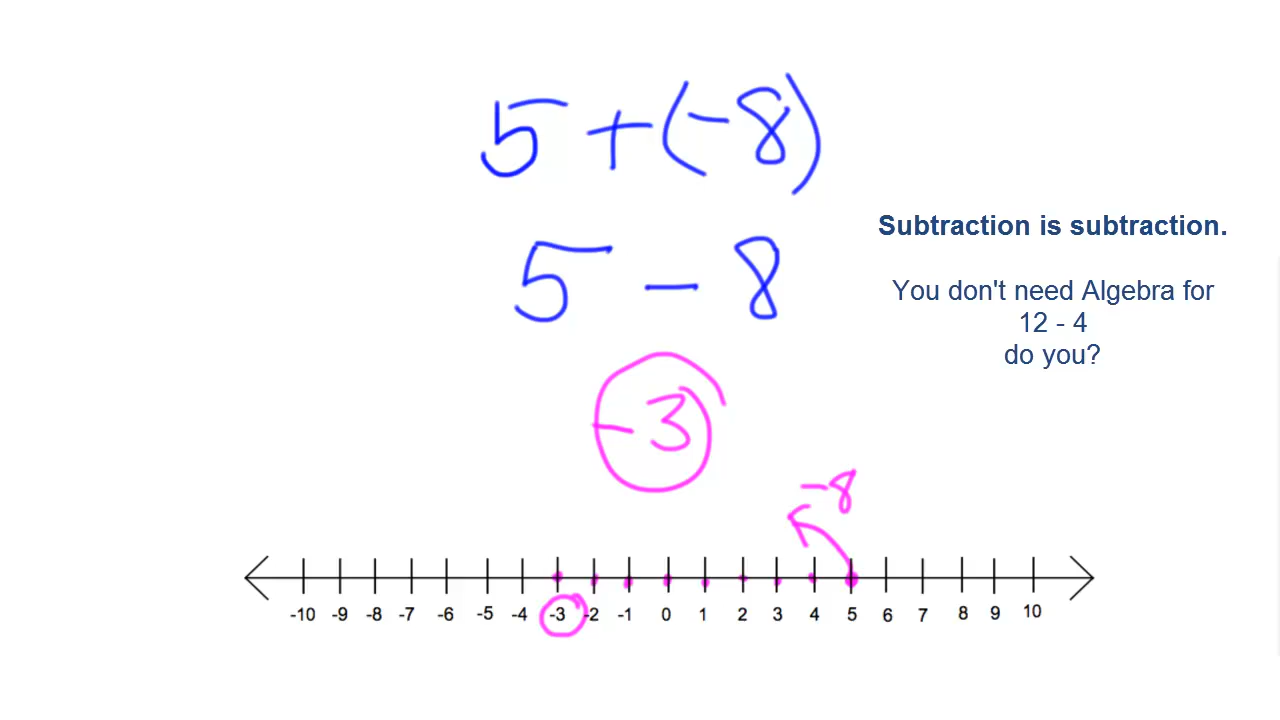 5 + (-8)
5 - 8
-3
Subtraction is subtraction.
You don't need Algebra for
12 - 4
do you?
-8
-10 -9 -8 -7 -6 -5 -4 -3 -2 -1 0 1 2 3 4 5 6 7 8 9 10